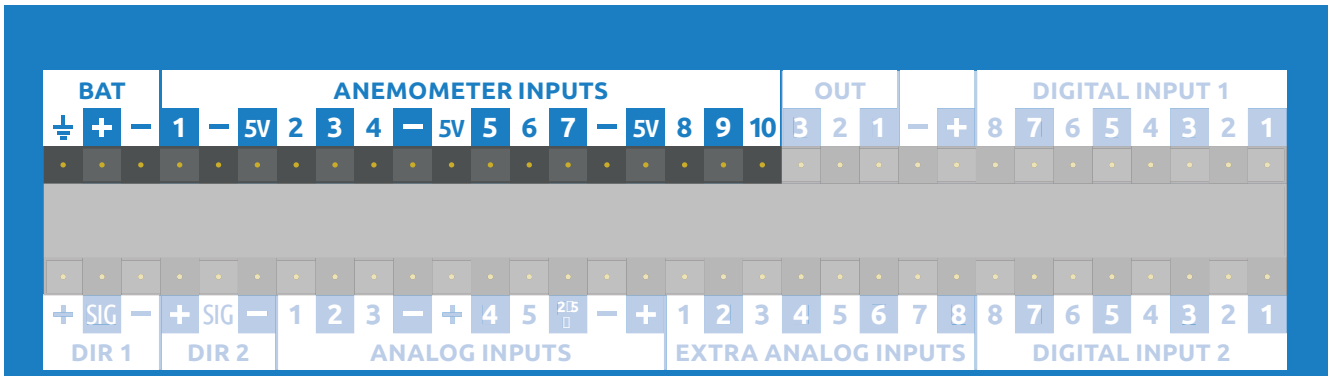 BAT ANEMOMETER INPUTS OUT DIGITAL INPUT 1
⏚ + − 1 − 5V 2 3 4 − 5V 5 6 7 − 5V 8 9 10 3 2 1 − + 8 7 6 5 4 3 2 1
+ SIG − + SIG − 1 2 3 − + 4 5 − + 1 2 3 4 5 6 7 8 8 7 6 5 4 3 2 1
DIR 1 DIR 2 ANALOG INPUTS EXTRA ANALOG INPUTS DIGITAL INPUT 2